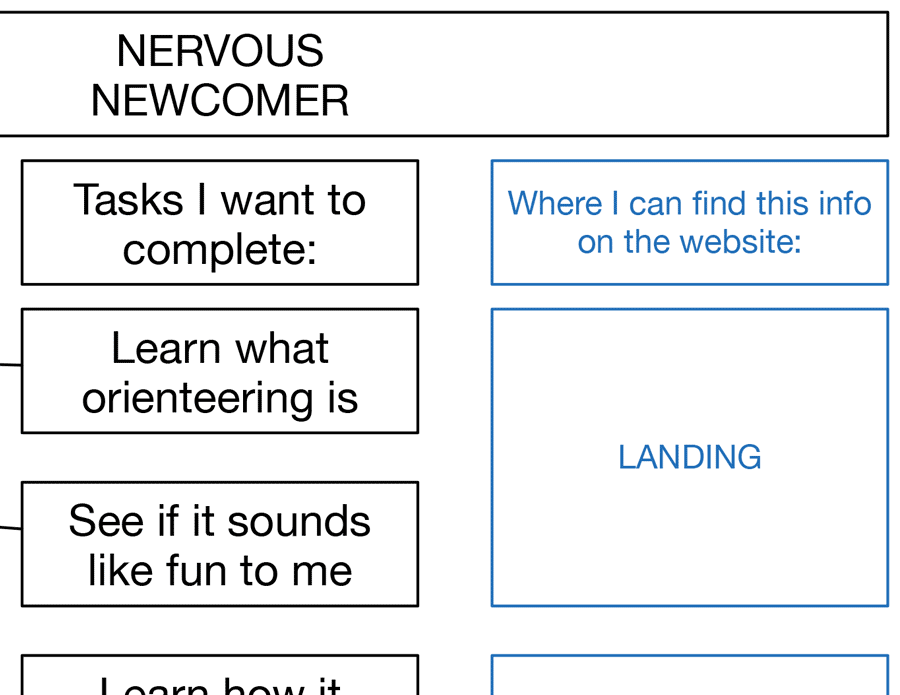 NERVOUS
NEWCOMER
Tasks I want to
complete:
Where I can find this info
on the website:
Learn what
orienteering is
LANDING
See if it sounds
like fun to me
Learn how it